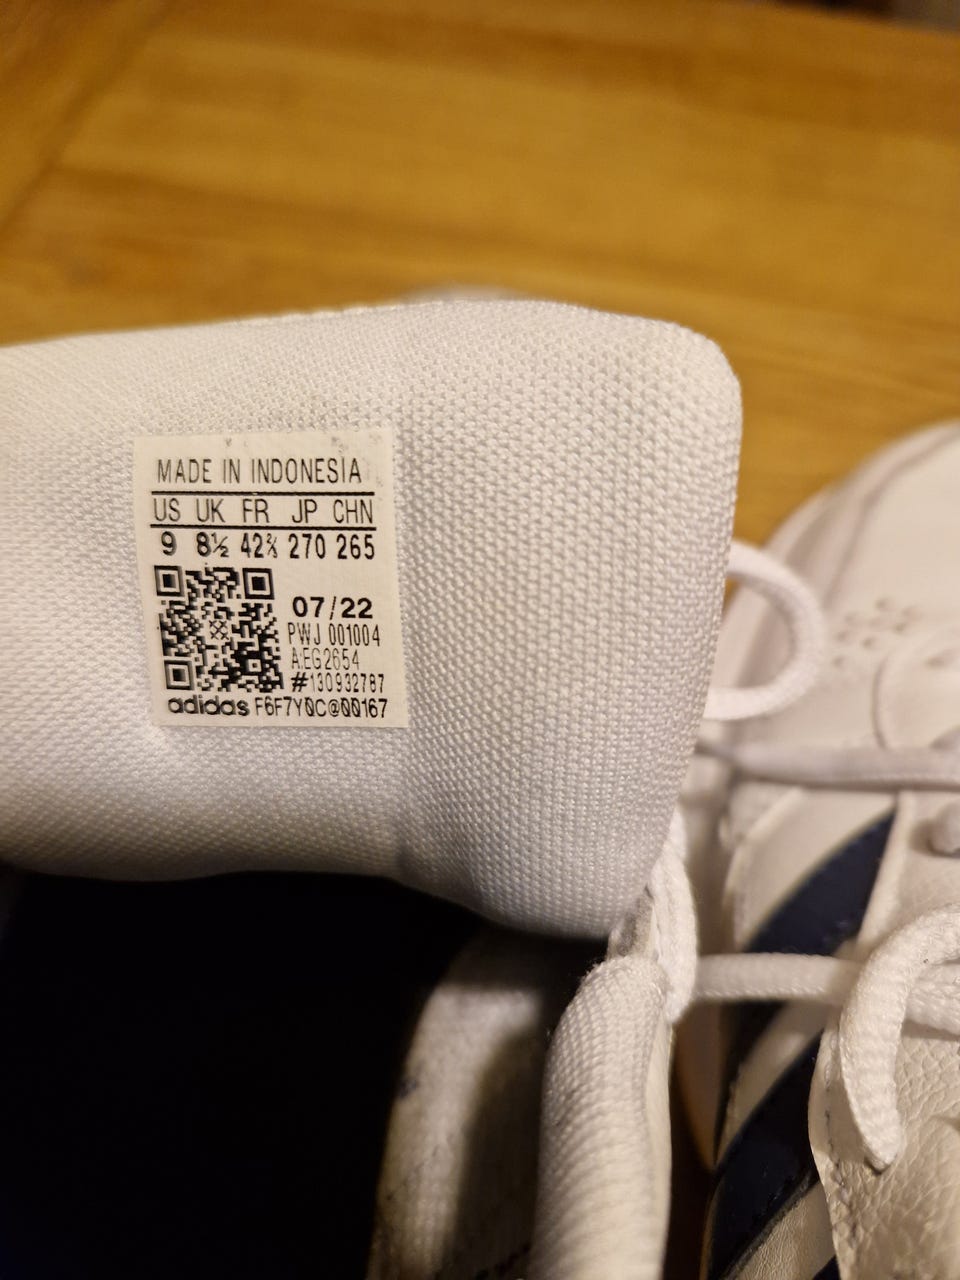 MADE IN INDONESIA
US UK FR JP CHN
9 8½ 42⅔ 270 265
07/22
PWJ 001004
A:EG2654
#130932787
adidas F6F7Y0C@00167